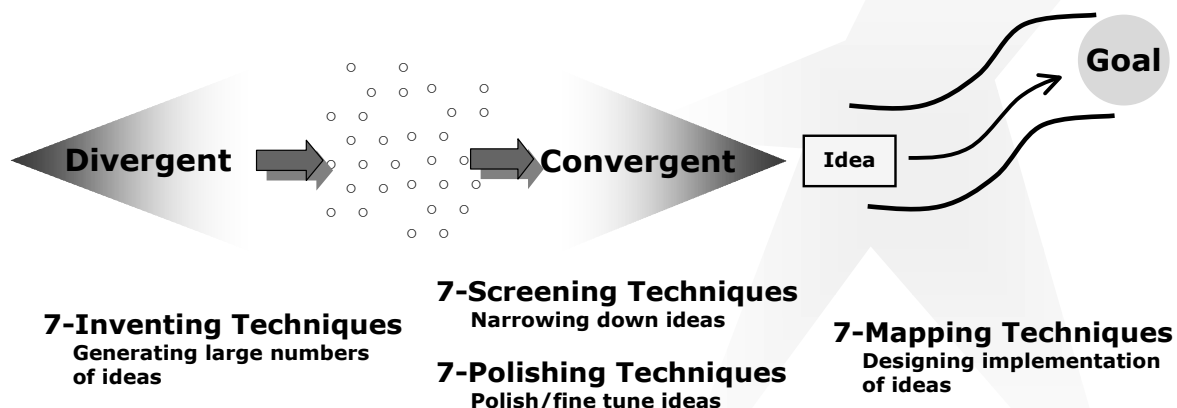 Divergent
Convergent
Idea
Goal
7-Inventing Techniques
Generating large numbers
of ideas
7-Screening Techniques
Narrowing down ideas
7-Polishing Techniques
Polish/fine tune ideas
7-Mapping Techniques
Designing implementation
of ideas